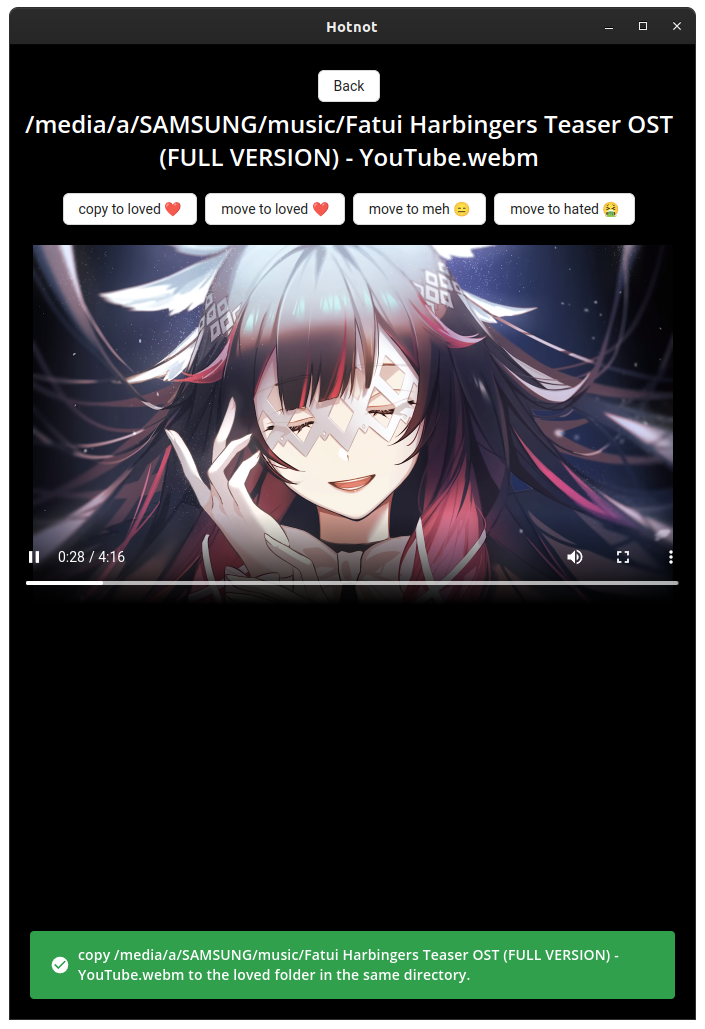 Hotnot
Back
/media/a/SAMSUNG/music/Fatui Harbingers Teaser OST
(FULL VERSION) - YouTube.webm
copy to loved ❤️ move to loved ❤️ move to meh 😑 move to hated 🤮
0:28 / 4:16
copy /media/a/SAMSUNG/music/Fatui Harbingers Teaser OST (FULL VERSION) -
YouTube.webm to the loved folder in the same directory.